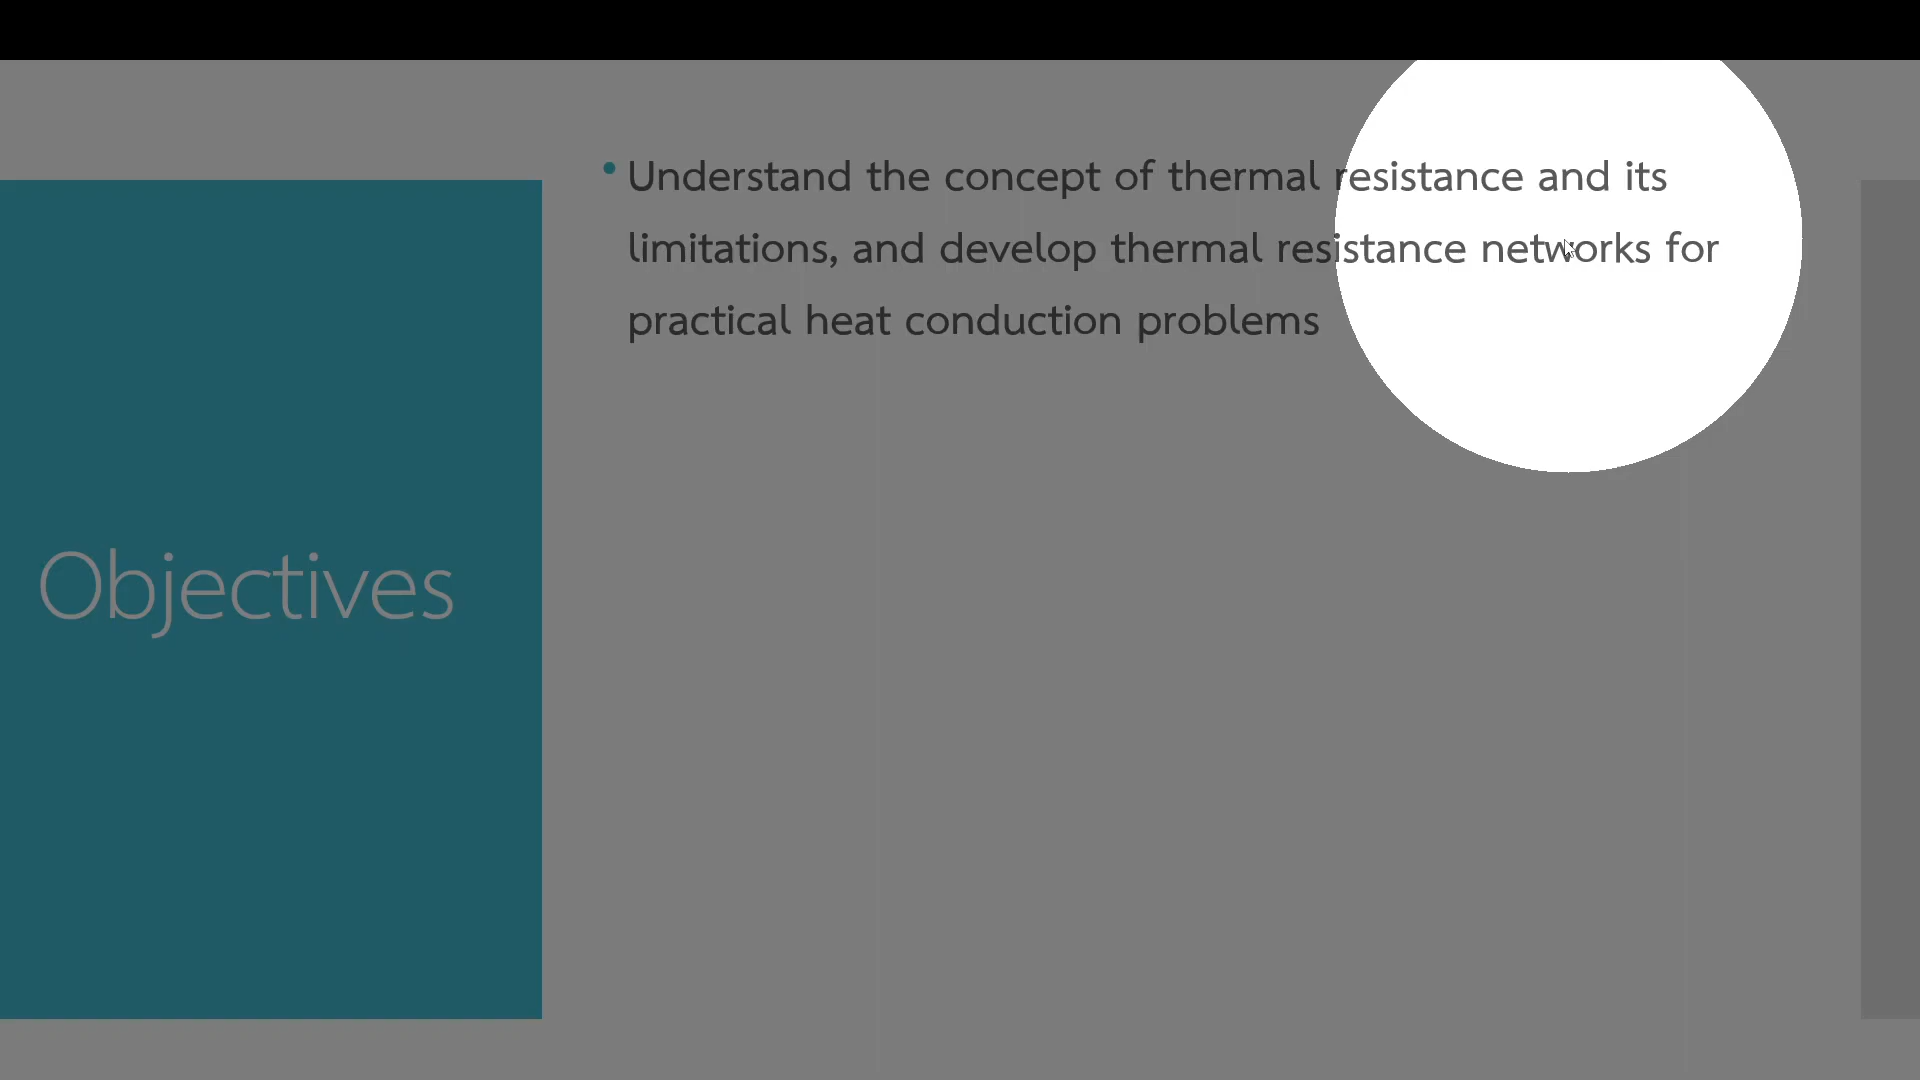 Objectives
• Understand the concept of thermal resistance and its
limitations, and develop thermal resistance networks for
practical heat conduction problems